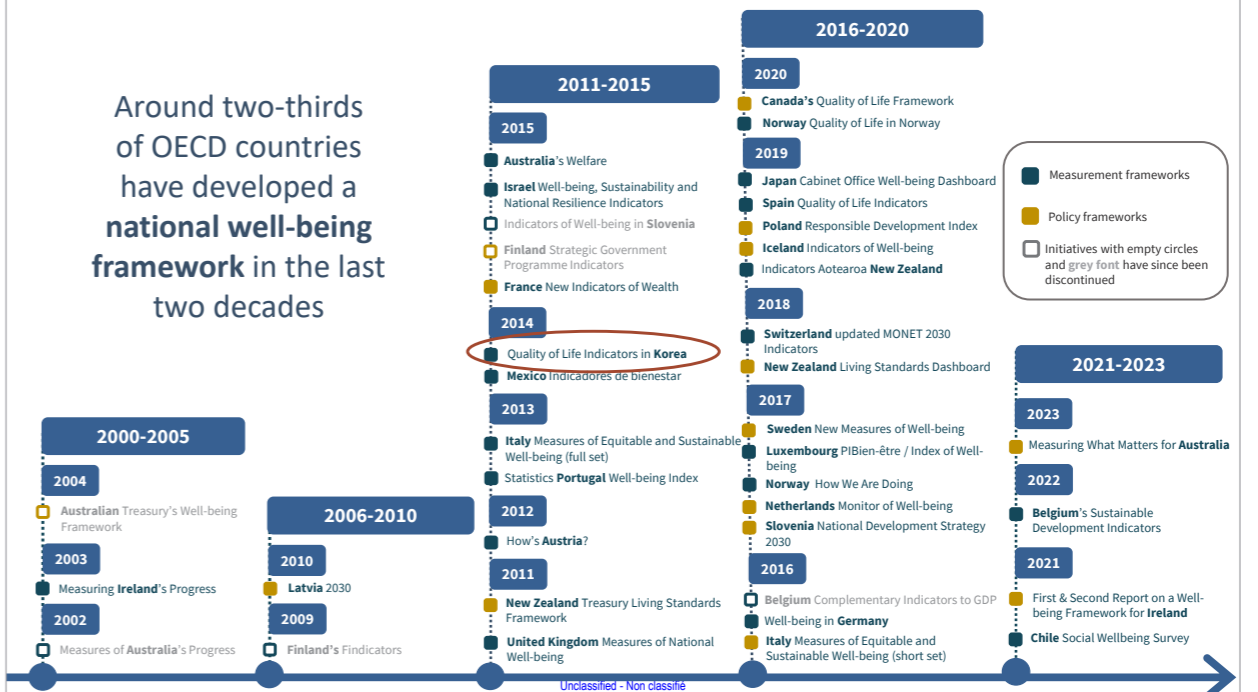 Around two-thirds
of OECD countries
have developed a
national well-being
framework in the last
two decades
2000-2005
2004
Australian Treasury's Well-being
Framework
2003
Measuring Ireland's Progress
2002
Measures of Australia's Progress
2006-2010
2010
Latvia 2030
2009
Finland's Findicators
2011-2015
2015
Australia's Welfare
Israel Well-being, Sustainability and
National Resilience Indicators
Indicators of Well-being in Slovenia
Finland Strategic Government
Programme Indicators
France New Indicators of Wealth
2014
Quality of Life Indicators in Korea
Mexico Indicadores de bienestar
2013
Italy Measures of Equitable and Sustainable
Well-being (full set)
Statistics Portugal Well-being Index
2012
How's Austria?
2011
New Zealand Treasury Living Standards
Framework
United Kingdom Measures of National
Well-being
2016-2020
2020
Canada's Quality of Life Framework
Norway Quality of Life in Norway
2019
Japan Cabinet Office Well-being Dashboard
Spain Quality of Life Indicators
Poland Responsible Development Index
Iceland Indicators of Well-being
Indicators Aotearoa New Zealand
2018
Switzerland updated MONET 2030
Indicators
New Zealand Living Standards Dashboard
2017
Sweden New Measures of Well-being
Luxembourg PIBien-être / Index of Well-
being
Norway How We Are Doing
Netherlands Monitor of Well-being
Slovenia National Development Strategy
2030
2016
Belgium Complementary Indicators to GDP
Well-being in Germany
Italy Measures of Equitable and
Sustainable Well-being (short set)
Measurement frameworks
Policy frameworks
Initiatives with empty circles
and grey font have since been
discontinued
2021-2023
2023
Measuring What Matters for Australia
2022
Belgium's Sustainable
Development Indicators
2021
First & Second Report on a Well-
being Framework for Ireland
Chile Social Wellbeing Survey
Unclassified - Non classifié